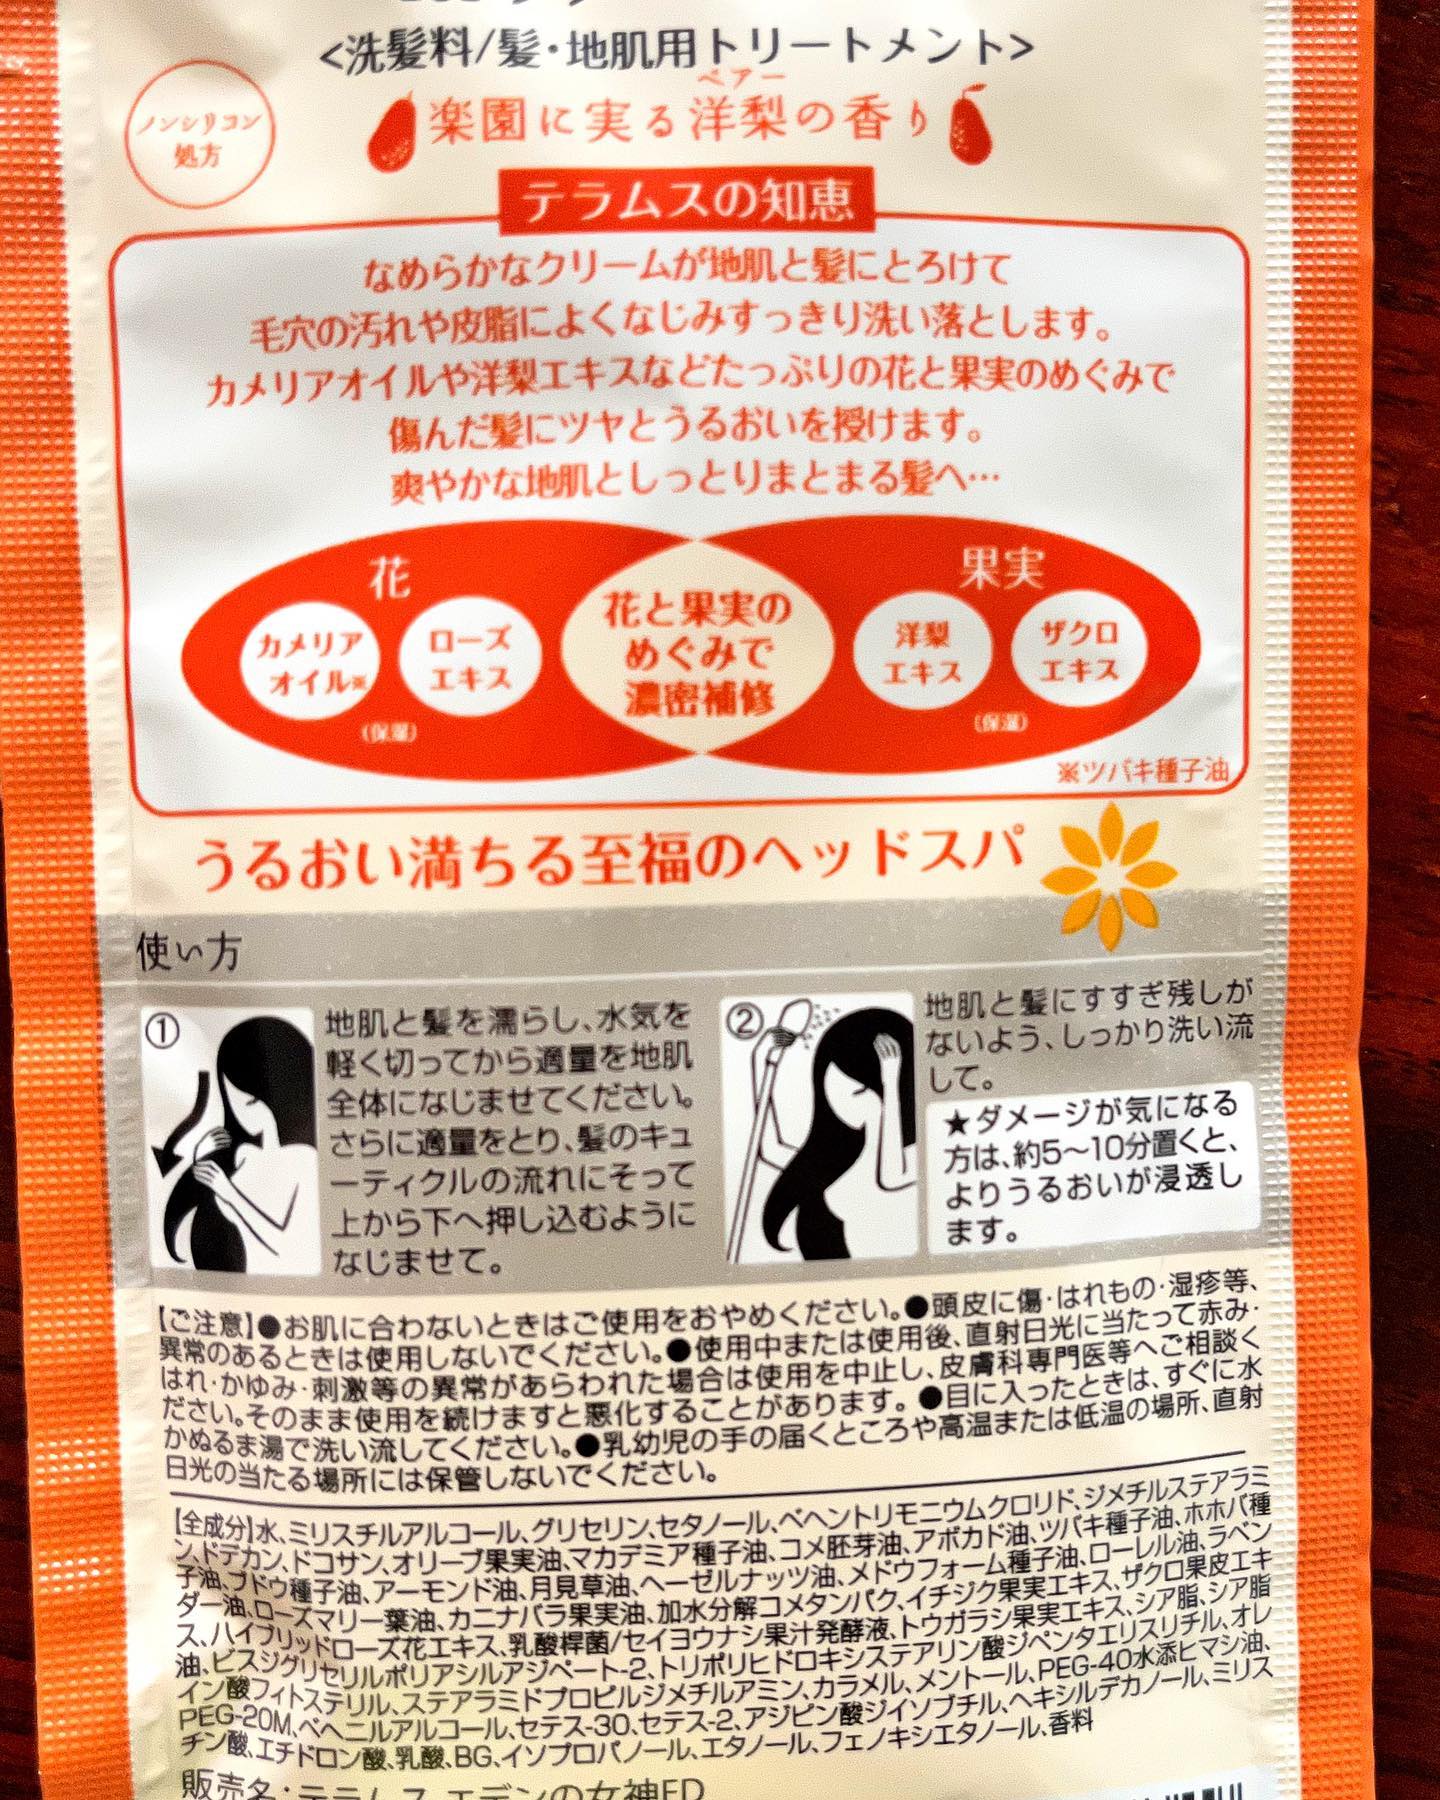 <洗髪料/髪・地肌用トリートメント>
ノンシリコン
処方
ペアー
楽園に実る洋梨の香り
テラムスの知恵
なめらかなクリームが地肌と髪にとろけて
毛穴の汚れや皮脂によくなじみすっきり洗い落とします。
カメリアオイルや洋梨エキスなどたっぷりの花と果実のめぐみで
傷んだ髪にツヤとうるおいを授けます。
爽やかな地肌としっとりまとまる髪へ…
花
カメリア
オイル※
ローズ
エキス
(保湿)
花と果実の
めぐみで
濃密補修
果実
洋梨
エキス
ザクロ
エキス
(保湿)
※ツバキ種子油
うるおい満ちる至福のヘッドスパ
使い方
①
地肌と髪を濡らし、水気を
軽く切ってから適量を地肌
全体になじませてください。
さらに適量をとり、髪のキュ
ーティクルの流れにそって
上から下へ押し込むように
なじませて。
②
地肌と髪にすすぎ残しが
ないよう、しっかり洗い流
して。
★ダメージが気になる
方は、約5〜10分置くと、
よりうるおいが浸透し
ます。
【ご注意】●お肌に合わないときはご使用をおやめください。●頭皮に傷・はれもの・湿疹等、
異常のあるときは使用しないでください。●使用中または使用後、直射日光に当たって赤み・
はれ・かゆみ・刺激等の異常があらわれた場合は使用を中止し、皮膚科専門医等へご相談く
ださい。そのまま使用を続けますと悪化することがあります。●目に入ったときは、すぐに水
かぬるま湯で洗い流してください。●乳幼児の手の届くところや高温または低温の場所、直射
日光の当たる場所には保管しないでください。
【全成分】水、ミリスチルアルコール、グリセリン、セタノール、ベヘントリモニウムクロリド、ジメチルステアラミ
ン、ドデカン、ドコサン、オリーブ果実油、マカデミア種子油、コメ胚芽油、アボカド油、ツバキ種子油、ホホバ種
子油、ブドウ種子油、アーモンド油、月見草油、ヘーゼルナッツ油、メドウフォーム種子油、ローレル油、ラベン
ダー油、ローズマリー葉油、カニナバラ果実油、加水分解コメタンパク、イチジク果実エキス、ザクロ果皮エキ
ス、ハイブリッドローズ花エキス、乳酸桿菌/セイヨウナシ果汁発酵液、トウガラシ果実エキス、シア脂、シア脂
油、ビスジグリセリルポリアシルアジペート-2、トリポリヒドロキシステアリン酸ジペンタエリスリチル、オレ
イン酸フィトステリル、ステアラミドプロピルジメチルアミン、カラメル、メントール、PEG-40水添ヒマシ油、
PEG-20M、ベヘニルアルコール、セテス-30、セテス-2、アジピン酸ジイソブチル、ヘキシルデカノール、ミリス
チン酸、エチドロン酸、乳酸、BG、イソプロパノール、エタノール、フェノキシエタノール、香料
販売名：テラムス エデンの女神ED